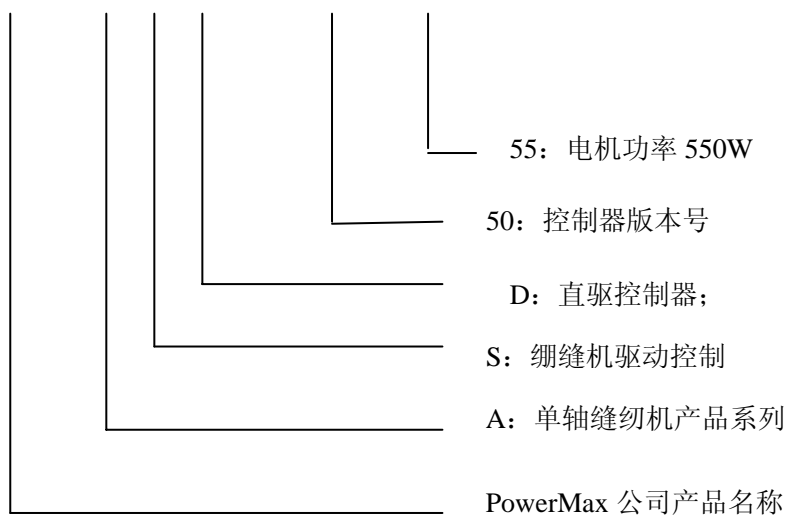 55：电机功率 550W
50：控制器版本号
D：直驱控制器；
S：绷缝机驱动控制
A：单轴缝纫机产品系列
PowerMax 公司产品名称